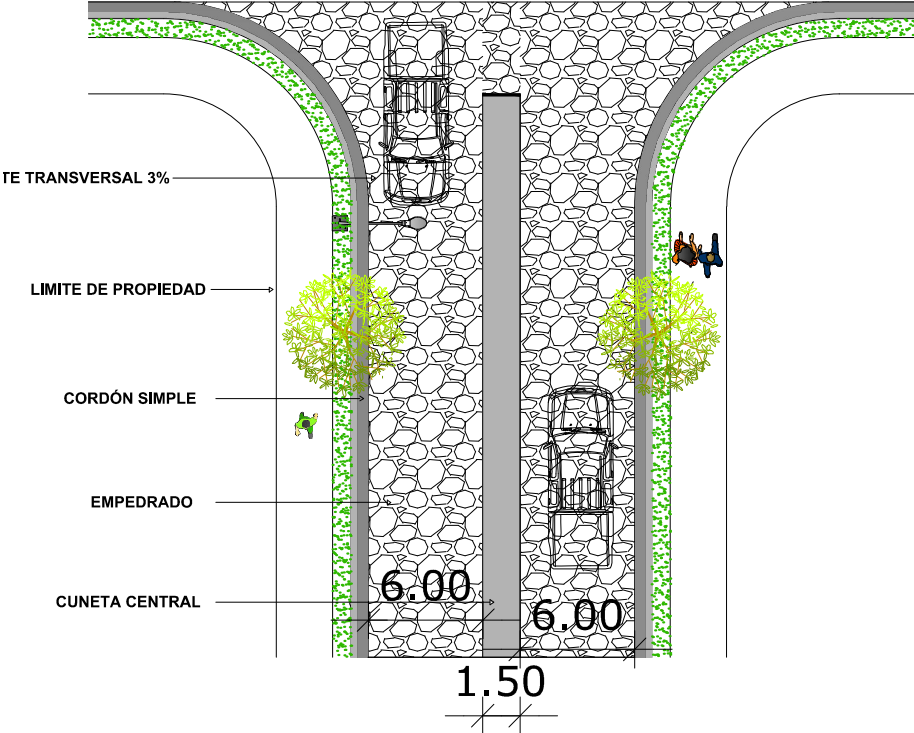 TE TRANSVERSAL 3%
LIMITE DE PROPIEDAD
CORDÓN SIMPLE
EMPEDRADO
CUNETA CENTRAL
6.00
6.00
1.50